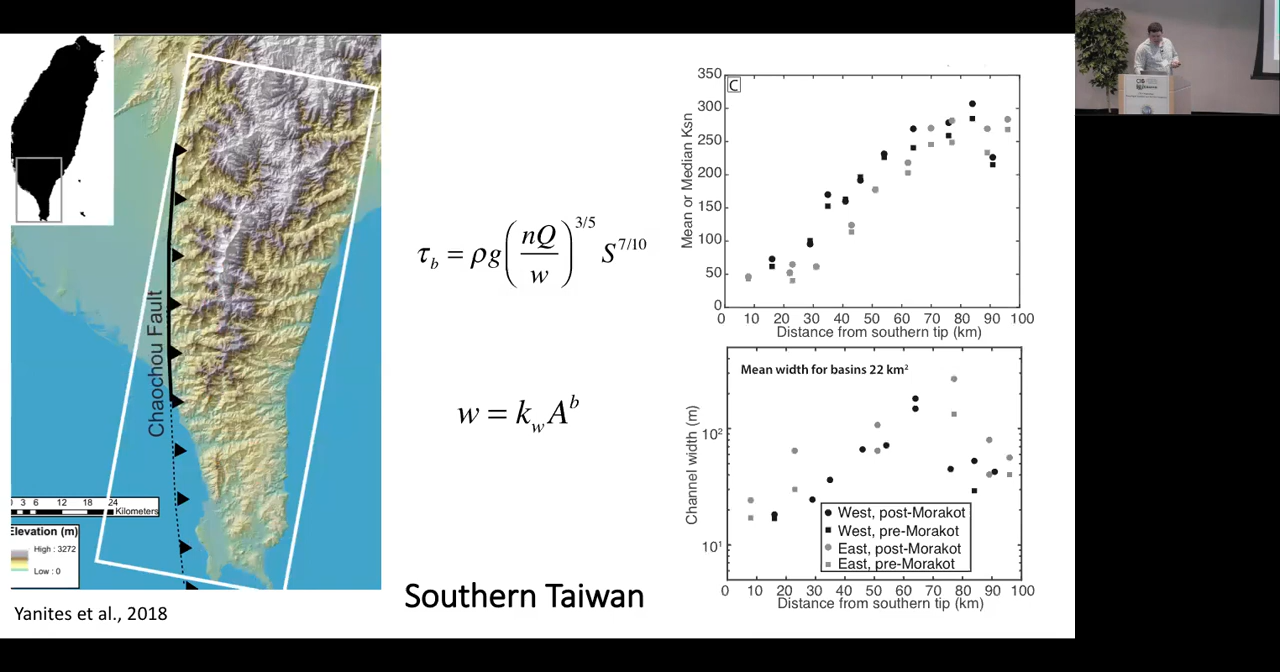 Chaochou Fault
0 3 6 12 18 24
Kilometers
Elevation (m)
High : 3272
Low : 0
Yanites et al., 2018
τb = ρg(nQ/w)^3/5 S^7/10
w = kwA^b
Southern Taiwan
C
Mean or Median Ksn
350
300
250
200
150
100
50
0
0 10 20 30 40 50 60 70 80 90 100
Distance from southern tip (km)
Mean width for basins 22 km²
Channel width (m)
10²
10¹
West, post-Morakot
West, pre-Morakot
East, post-Morakot
East, pre-Morakot
0 10 20 30 40 50 60 70 80 90 100
Distance from southern tip (km)